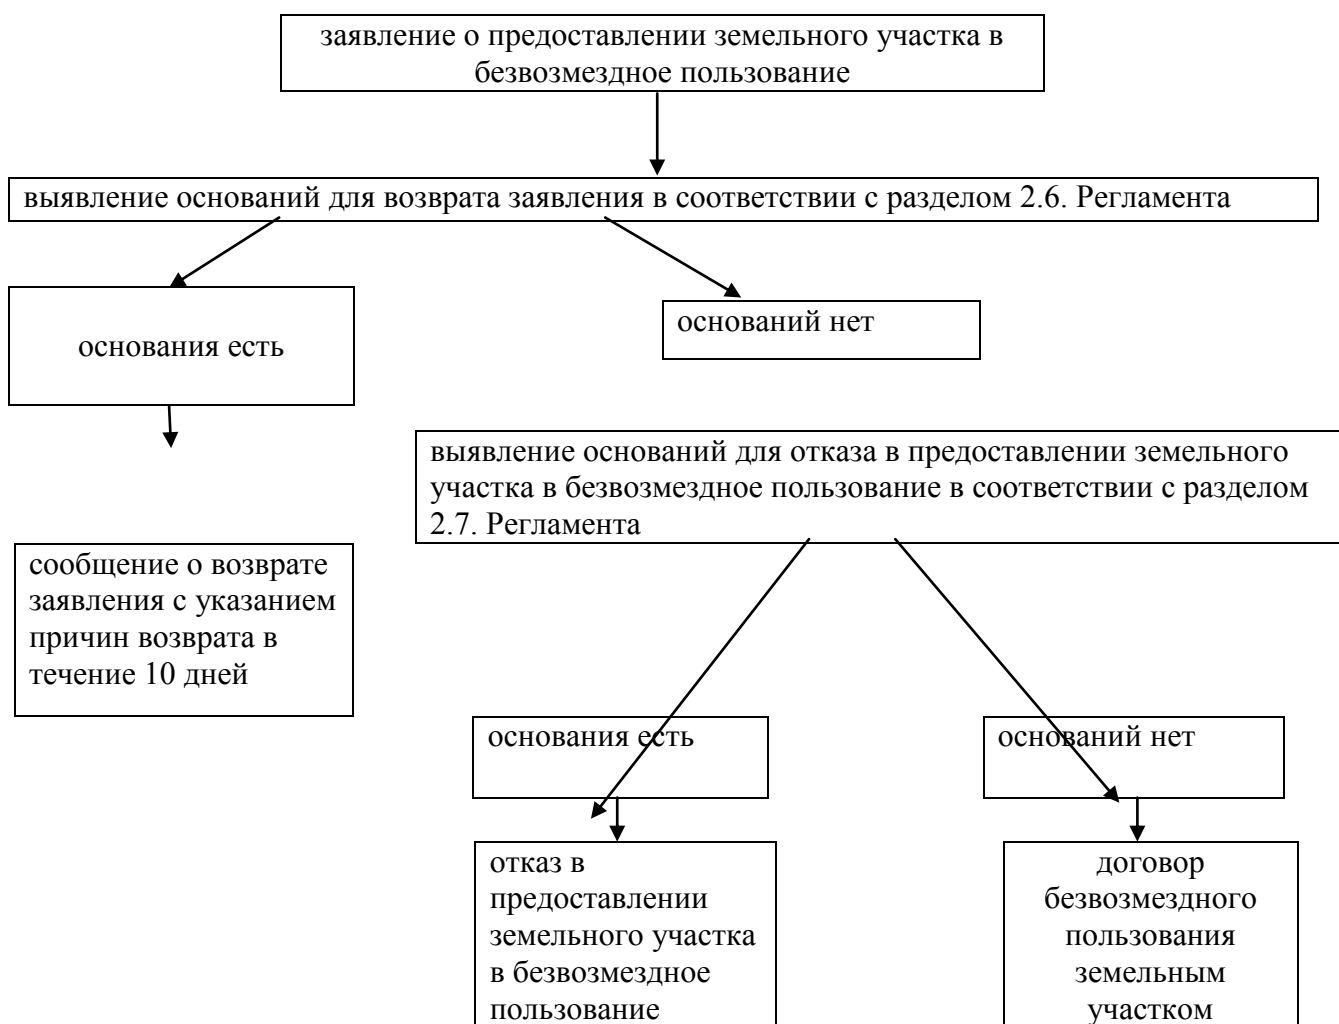 заявление о предоставлении земельного участка в
безвозмездное пользование
выявление оснований для возврата заявления в соответствии с разделом 2.6. Регламента
основания есть
оснований нет
выявление оснований для отказа в предоставлении земельного
участка в безвозмездное пользование в соответствии с разделом
2.7. Регламента
сообщение о возврате
заявления с указанием
причин возврата в
течение 10 дней
основания есть
оснований нет
отказ в
предоставлении
земельного участка
в безвозмездное
пользование
договор
безвозмездного
пользования
земельным
участком